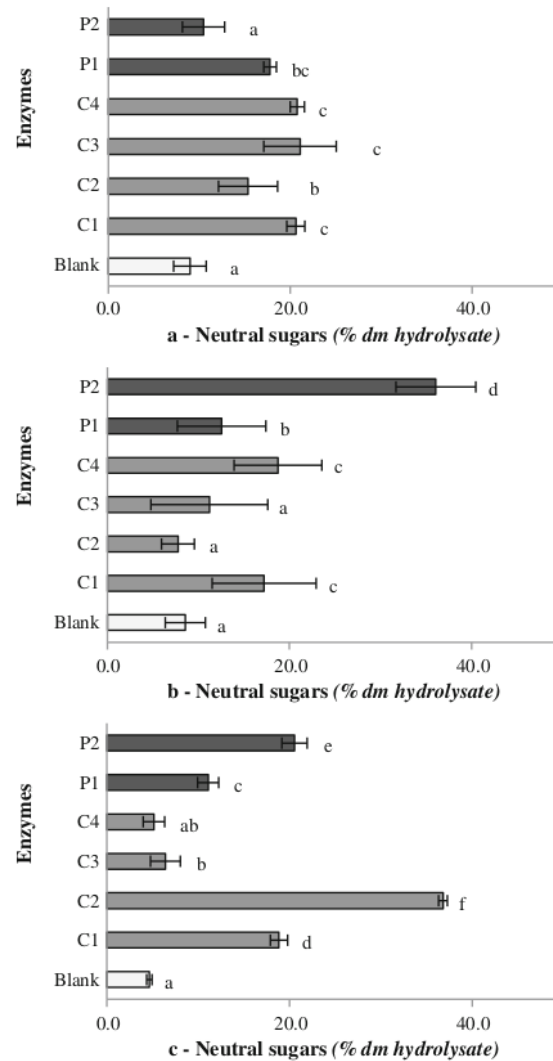 P2
a
P1
bc
C4
c
C3
c
C2
b
C1
c
Blank
a
Enzymes
0.0 20.0 40.0
a - Neutral sugars (% dm hydrolysate)
P2
d
P1
b
C4
c
C3
a
C2
a
C1
c
Blank
a
Enzymes
0.0 20.0 40.0
b - Neutral sugars (% dm hydrolysate)
P2
e
P1
c
C4
ab
C3
b
C2
f
C1
d
Blank
a
Enzymes
0.0 20.0 40.0
c - Neutral sugars (% dm hydrolysate)